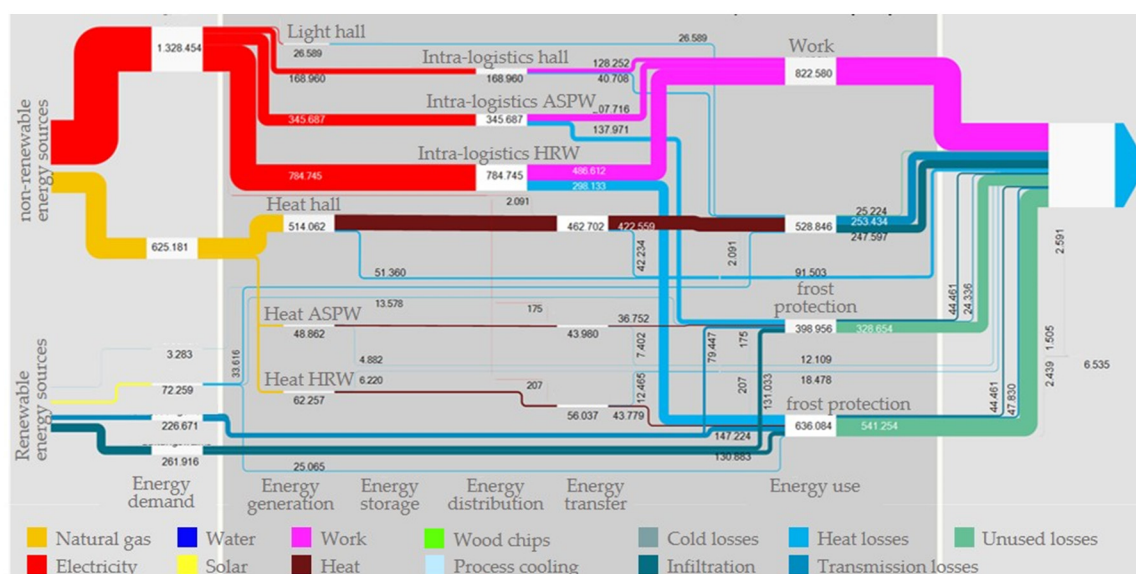 Light hall
26.589
26.589
Work
1.328.454
Intra-logistics hall
128.252
168.960
168.960
40.708
822.580
Intra-logistics ASPW
07.716
345.687
345.687
137.971
Intra-logistics HRW
784.745
784.745
486.612
298.133
2.091
non-renewable
energy sources
Heat hall
514.062
462.702
422.559
528.846
25.224
253.434
247.597
625.181
42.234
2.091
2.591
51.360
91.503
13.578
frost
protection
44.461
24.336
Heat ASPW
175
36.752
398.956
328.654
48.862
43.980
7.402
79.447
175
1.505
3.283
33.616
4.882
12.109
6.535
72.259
Heat HRW
6.220
207
12.465
207
131.033
18.478
2.439
62.257
56.037
43.779
frost protection
44.461
47.830
Renewable
energy sources
226.671
147.224
636.084
541.254
261.916
25.065
130.883
Energy
demand
Energy
generation
Energy
storage
Energy
distribution
Energy
transfer
Energy use
Natural gas
Water
Work
Wood chips
Cold losses
Heat losses
Unused losses
Electricity
Solar
Heat
Process cooling
Infiltration
Transmission losses